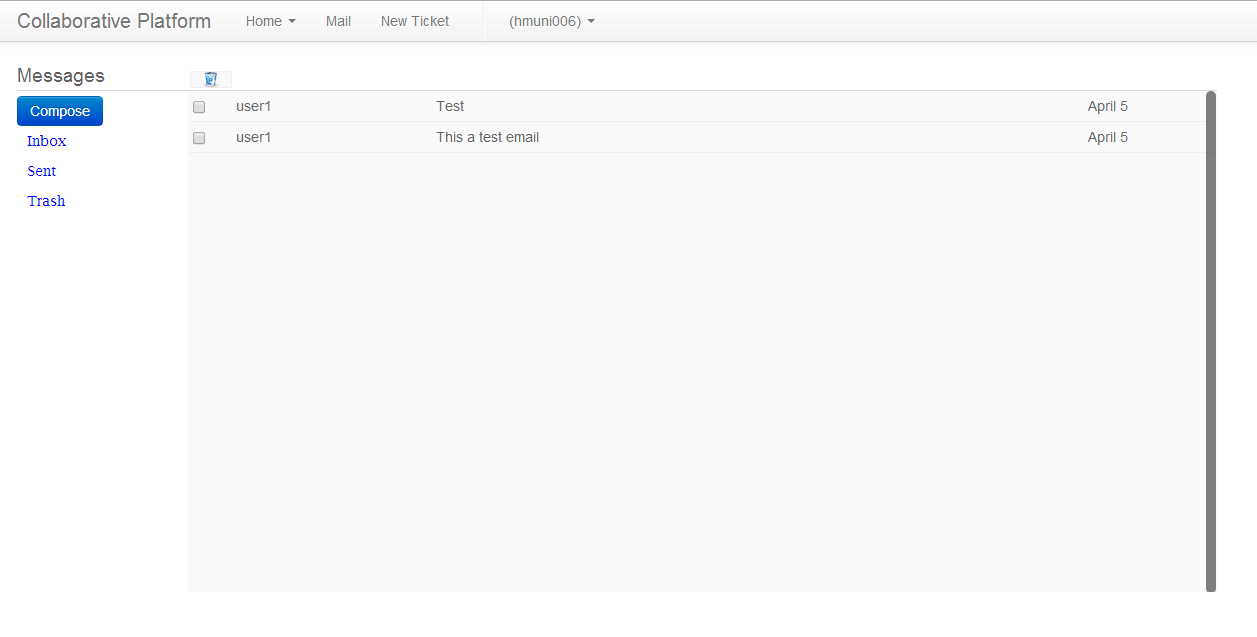 Collaborative Platform Home Mail New Ticket (hmuni006)
Messages
Compose
Inbox
Sent
Trash
user1 Test April 5
user1 This a test email April 5